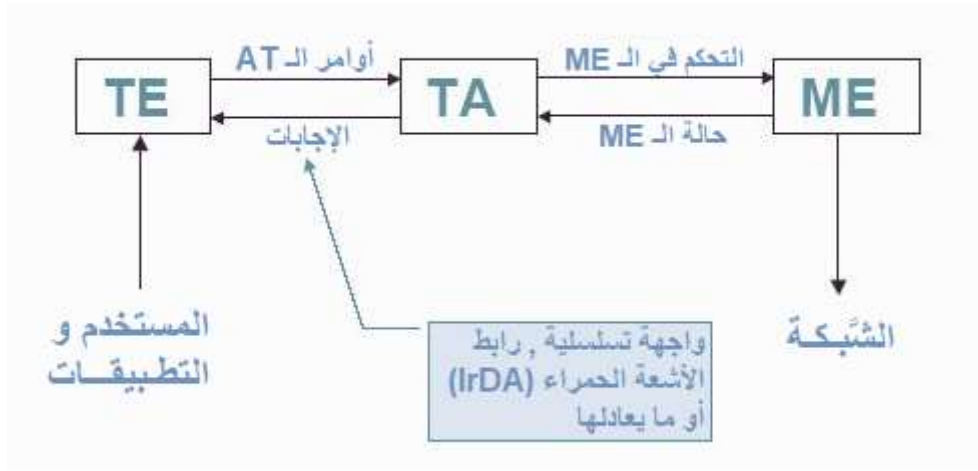 أوامر الـ AT
التحكم في الـ ME
TE
TA
ME
الإجابات
حالة الـ ME
المستخدم و
التطبيقــات
واجهة تسلسلية , رابط
الأشعة الحمراء (IrDA)
أو ما يعادلها
الشَّبـكـة